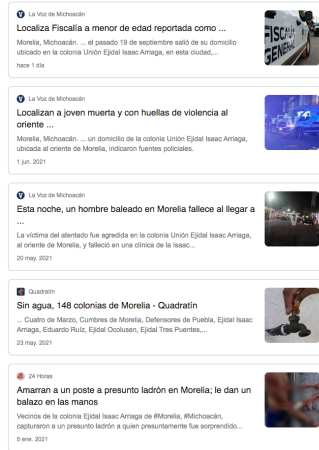 La Voz de Michoacán
Localiza Fiscalía a menor de edad reportada como ...
Morelia, Michoacán. ... el pasado 19 de septiembre salió de su domicilio
ubicado en la colonia Unión Ejidal Isaac Arriaga, en esta ciudad,...
hace 1 día
FISCALÍA
GENERAL
La Voz de Michoacán
Localizan a joven muerta y con huellas de violencia al
oriente ...
Morelia, Michoacán. ... un domicilio de la colonia Unión Ejidal Isaac Arriaga,
ubicada al oriente de Morelia, indicaron fuentes policiales.
1 jun. 2021
La Voz de Michoacán
Esta noche, un hombre baleado en Morelia fallece al llegar a
...
La víctima del atentado fue agredida en la colonia Unión Ejidal Isaac Arriaga,
al oriente de Morelia, y falleció en una clínica de la Isaac...
20 may. 2021
Quadratín
Sin agua, 148 colonias de Morelia - Quadratín
... Cuatro de Marzo, Cumbres de Morelia, Defensores de Puebla, Ejidal Isaac
Arriaga, Eduardo Ruiz, Ejidal Ocolusen, Ejidal Tres Puentes,...
23 may. 2021
24 Horas
Amarran a un poste a presunto ladrón en Morelia; le dan un
balazo en las manos
Vecinos de la colonia Ejidal Isaac Arriaga de #Morelia, #Michoacán,
capturaron a un presunto ladrón a quien presuntamente fue sorprendido...
5 ene. 2021